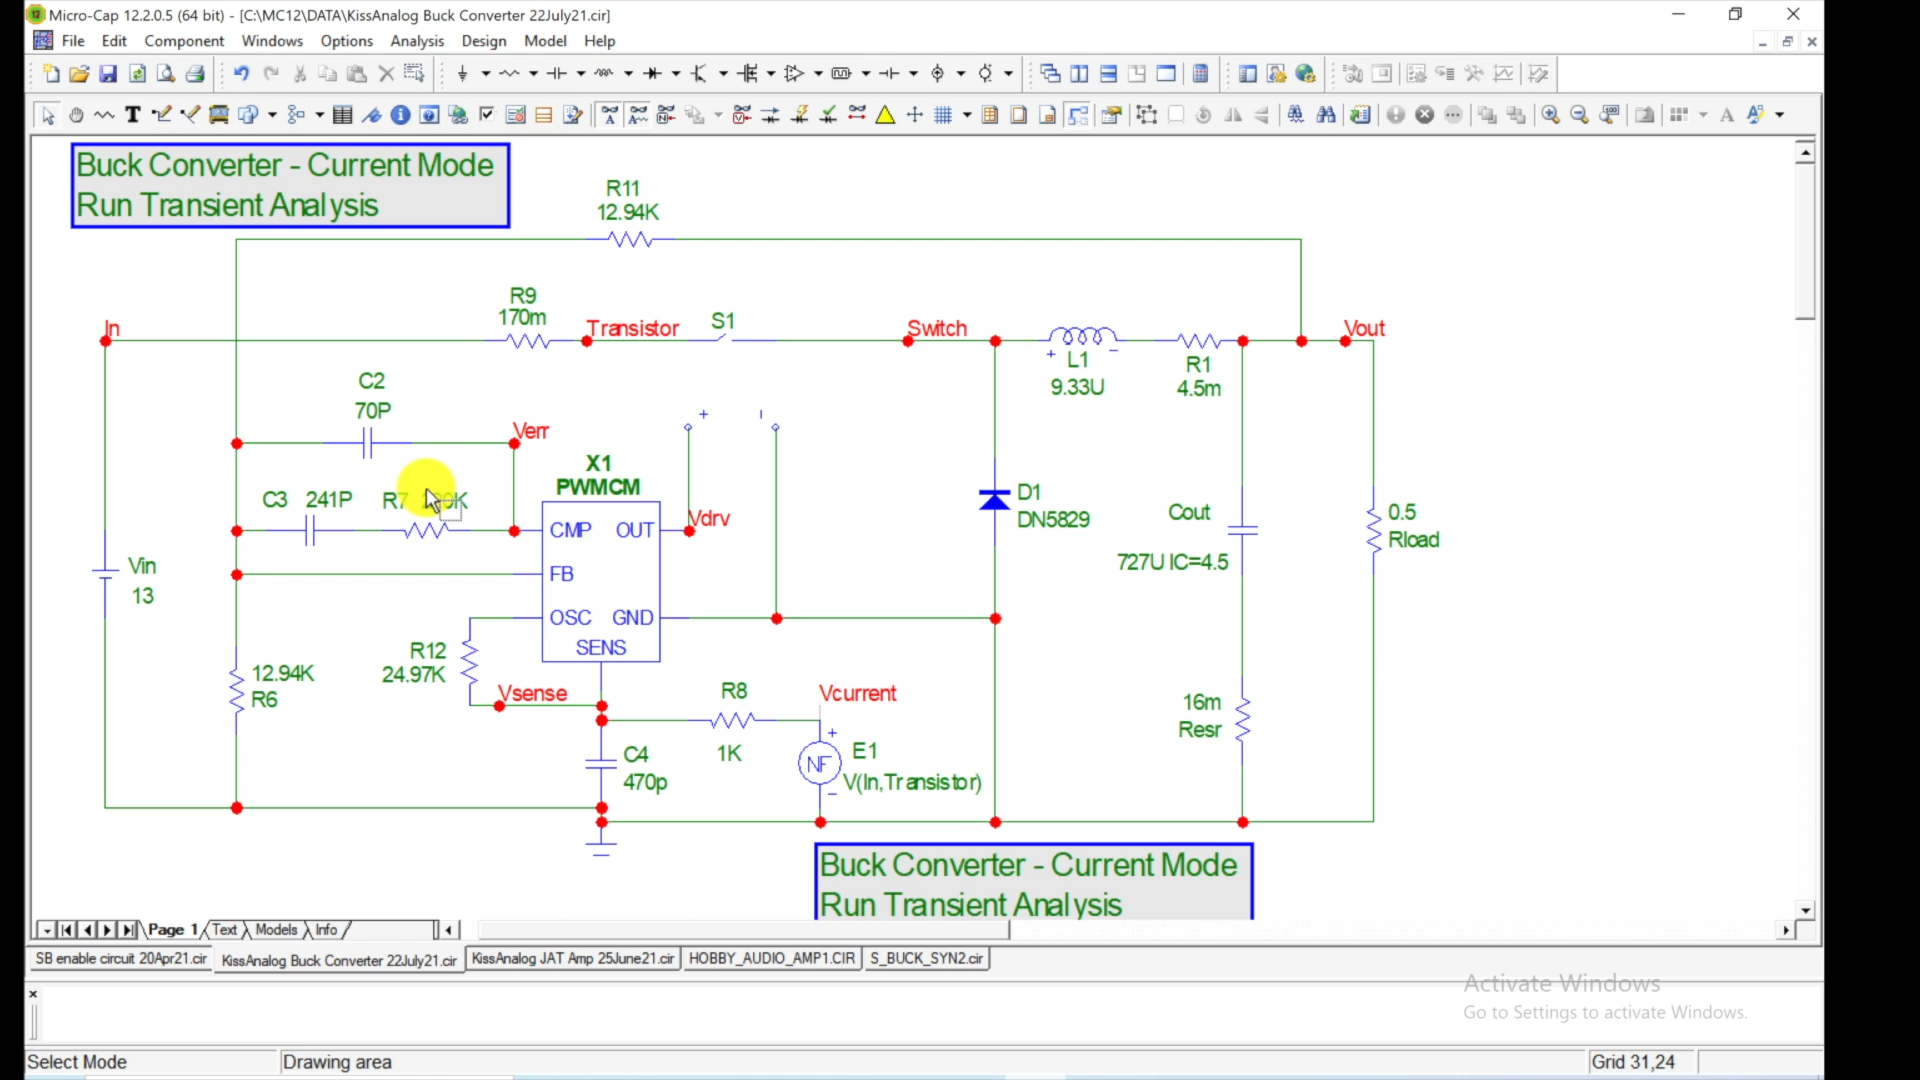 Micro-Cap 12.2.0.5 (64 bit) - [C:\MC12\DATA\KissAnalog Buck Converter 22July21.cir]
File Edit Component Windows Options Analysis Design Model Help
Buck Converter - Current Mode
Run Transient Analysis
R11
12.94K
R9
170m
In
Transistor
S1
Switch
Vout
L1
9.33U
R1
4.5m
C2
70P
Verr
X1
PWMCM
C3 241P
CMP OUT
Vdrv
FB
OSC GND
SENS
D1
DN5829
Cout
727U IC=4.5
0.5
Rload
Vin
13
12.94K
R6
R12
24.97K
Vsense
R8
1K
Vcurrent
C4
470p
NF
E1
V(In,Transistor)
16m
Resr
Buck Converter - Current Mode
Run Transient Analysis
Page 1 Text Models Info
SB enable circuit 20Apr21.cir KissAnalog Buck Converter 22July21.cir KissAnalog JAT Amp 25June21.cir HOBBY_AUDIO_AMP1.CIR S_BUCK_SYN2.cir
Activate Windows
Go to Settings to activate Windows.
Select Mode Drawing area Grid 31,24